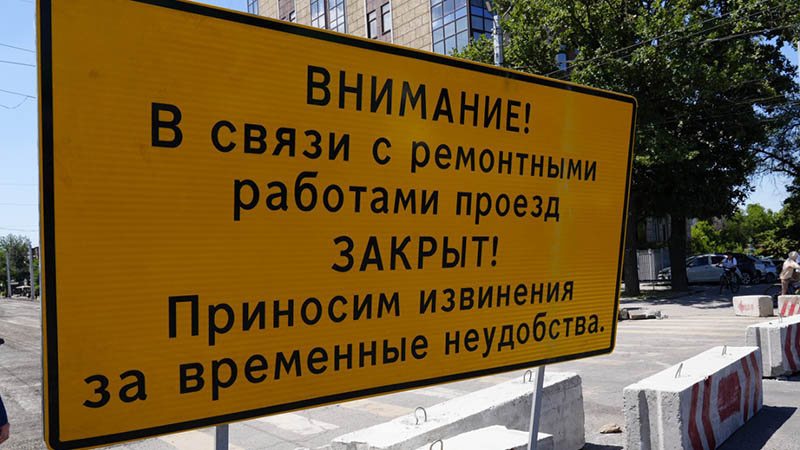 ВНИМАНИЕ!
В связи с ремонтными
работами проезд
ЗАКРЫТ!
Приносим извинения
за временные неудобства.